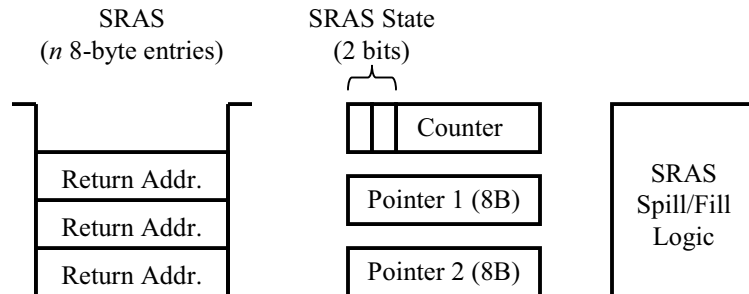 SRAS
(n 8-byte entries)
SRAS State
(2 bits)
Counter
Return Addr.
Return Addr.
Return Addr.
Pointer 1 (8B)
Pointer 2 (8B)
SRAS
Spill/Fill
Logic